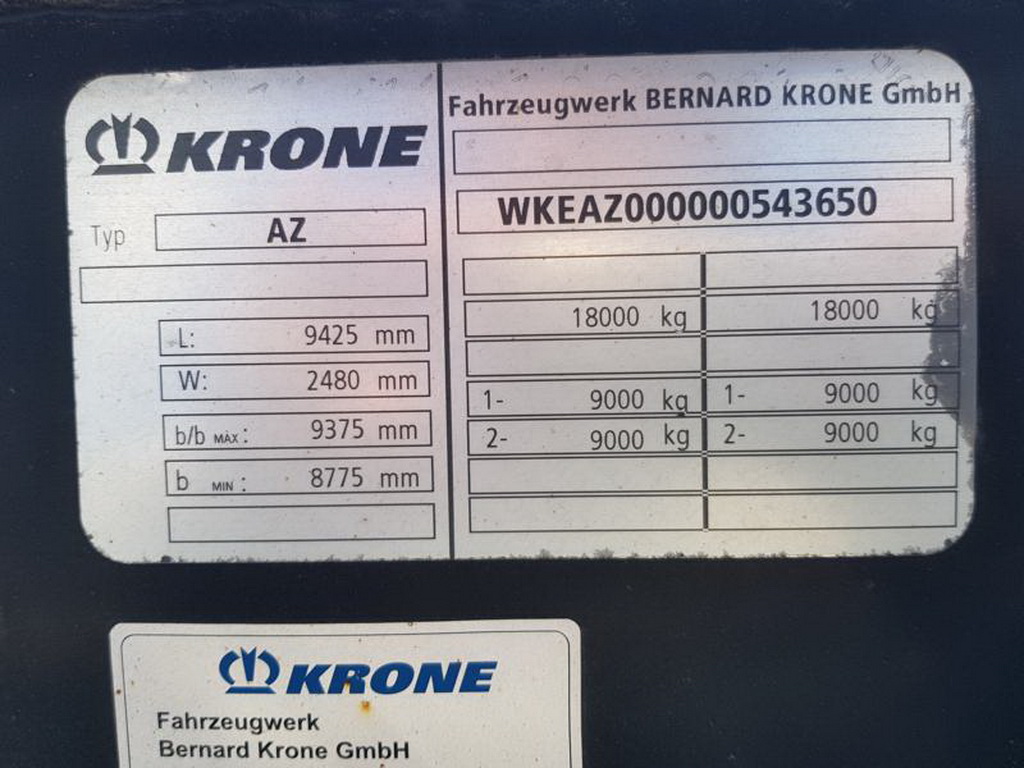 KRONE
Typ AZ
L: 9425 mm
W: 2480 mm
b/b MAX: 9375 mm
b MIN: 8775 mm
Fahrzeugwerk BERNARD KRONE GmbH
WKEAZ000000543650
18000 kg 18000 kg
1- 9000 kg 1- 9000 kg
2- 9000 kg 2- 9000 kg
KRONE
Fahrzeugwerk
Bernard Krone GmbH